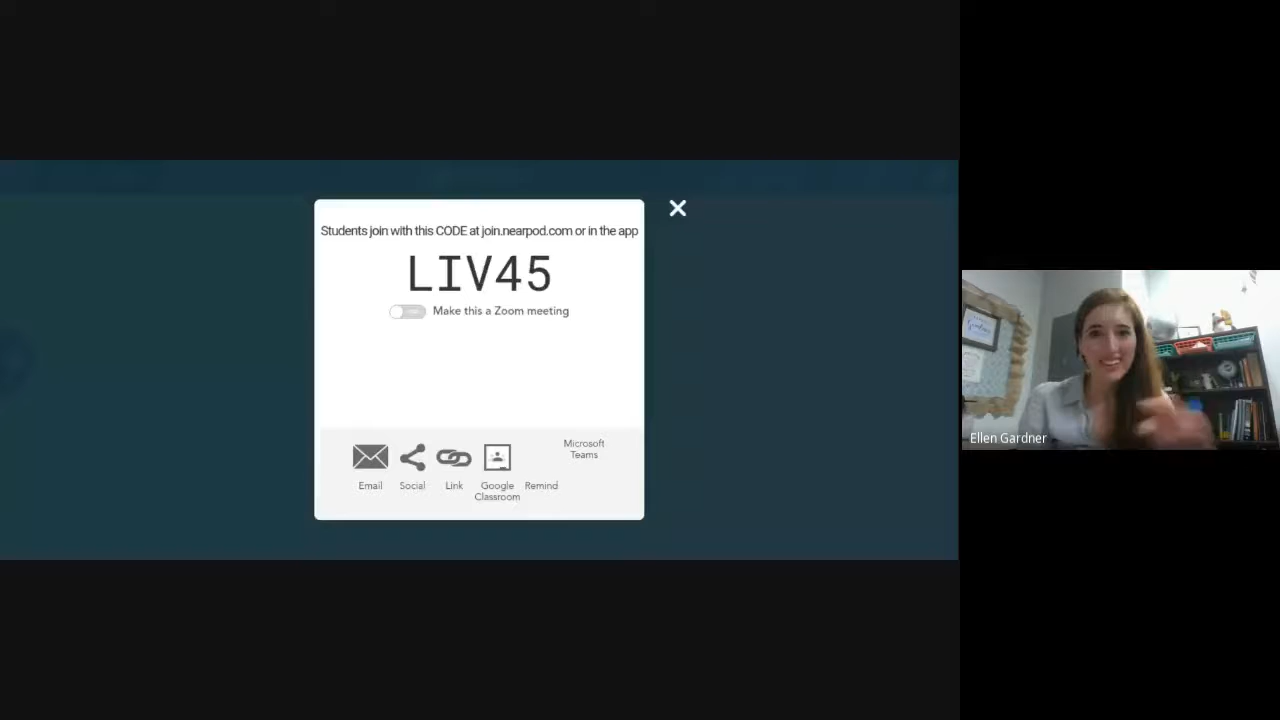 Students join with this CODE at join.nearpod.com or in the app
LIV45
Make this a Zoom meeting
Email
Social
Link
Google
Classroom
Remind
Microsoft
Teams
Ellen Gardner